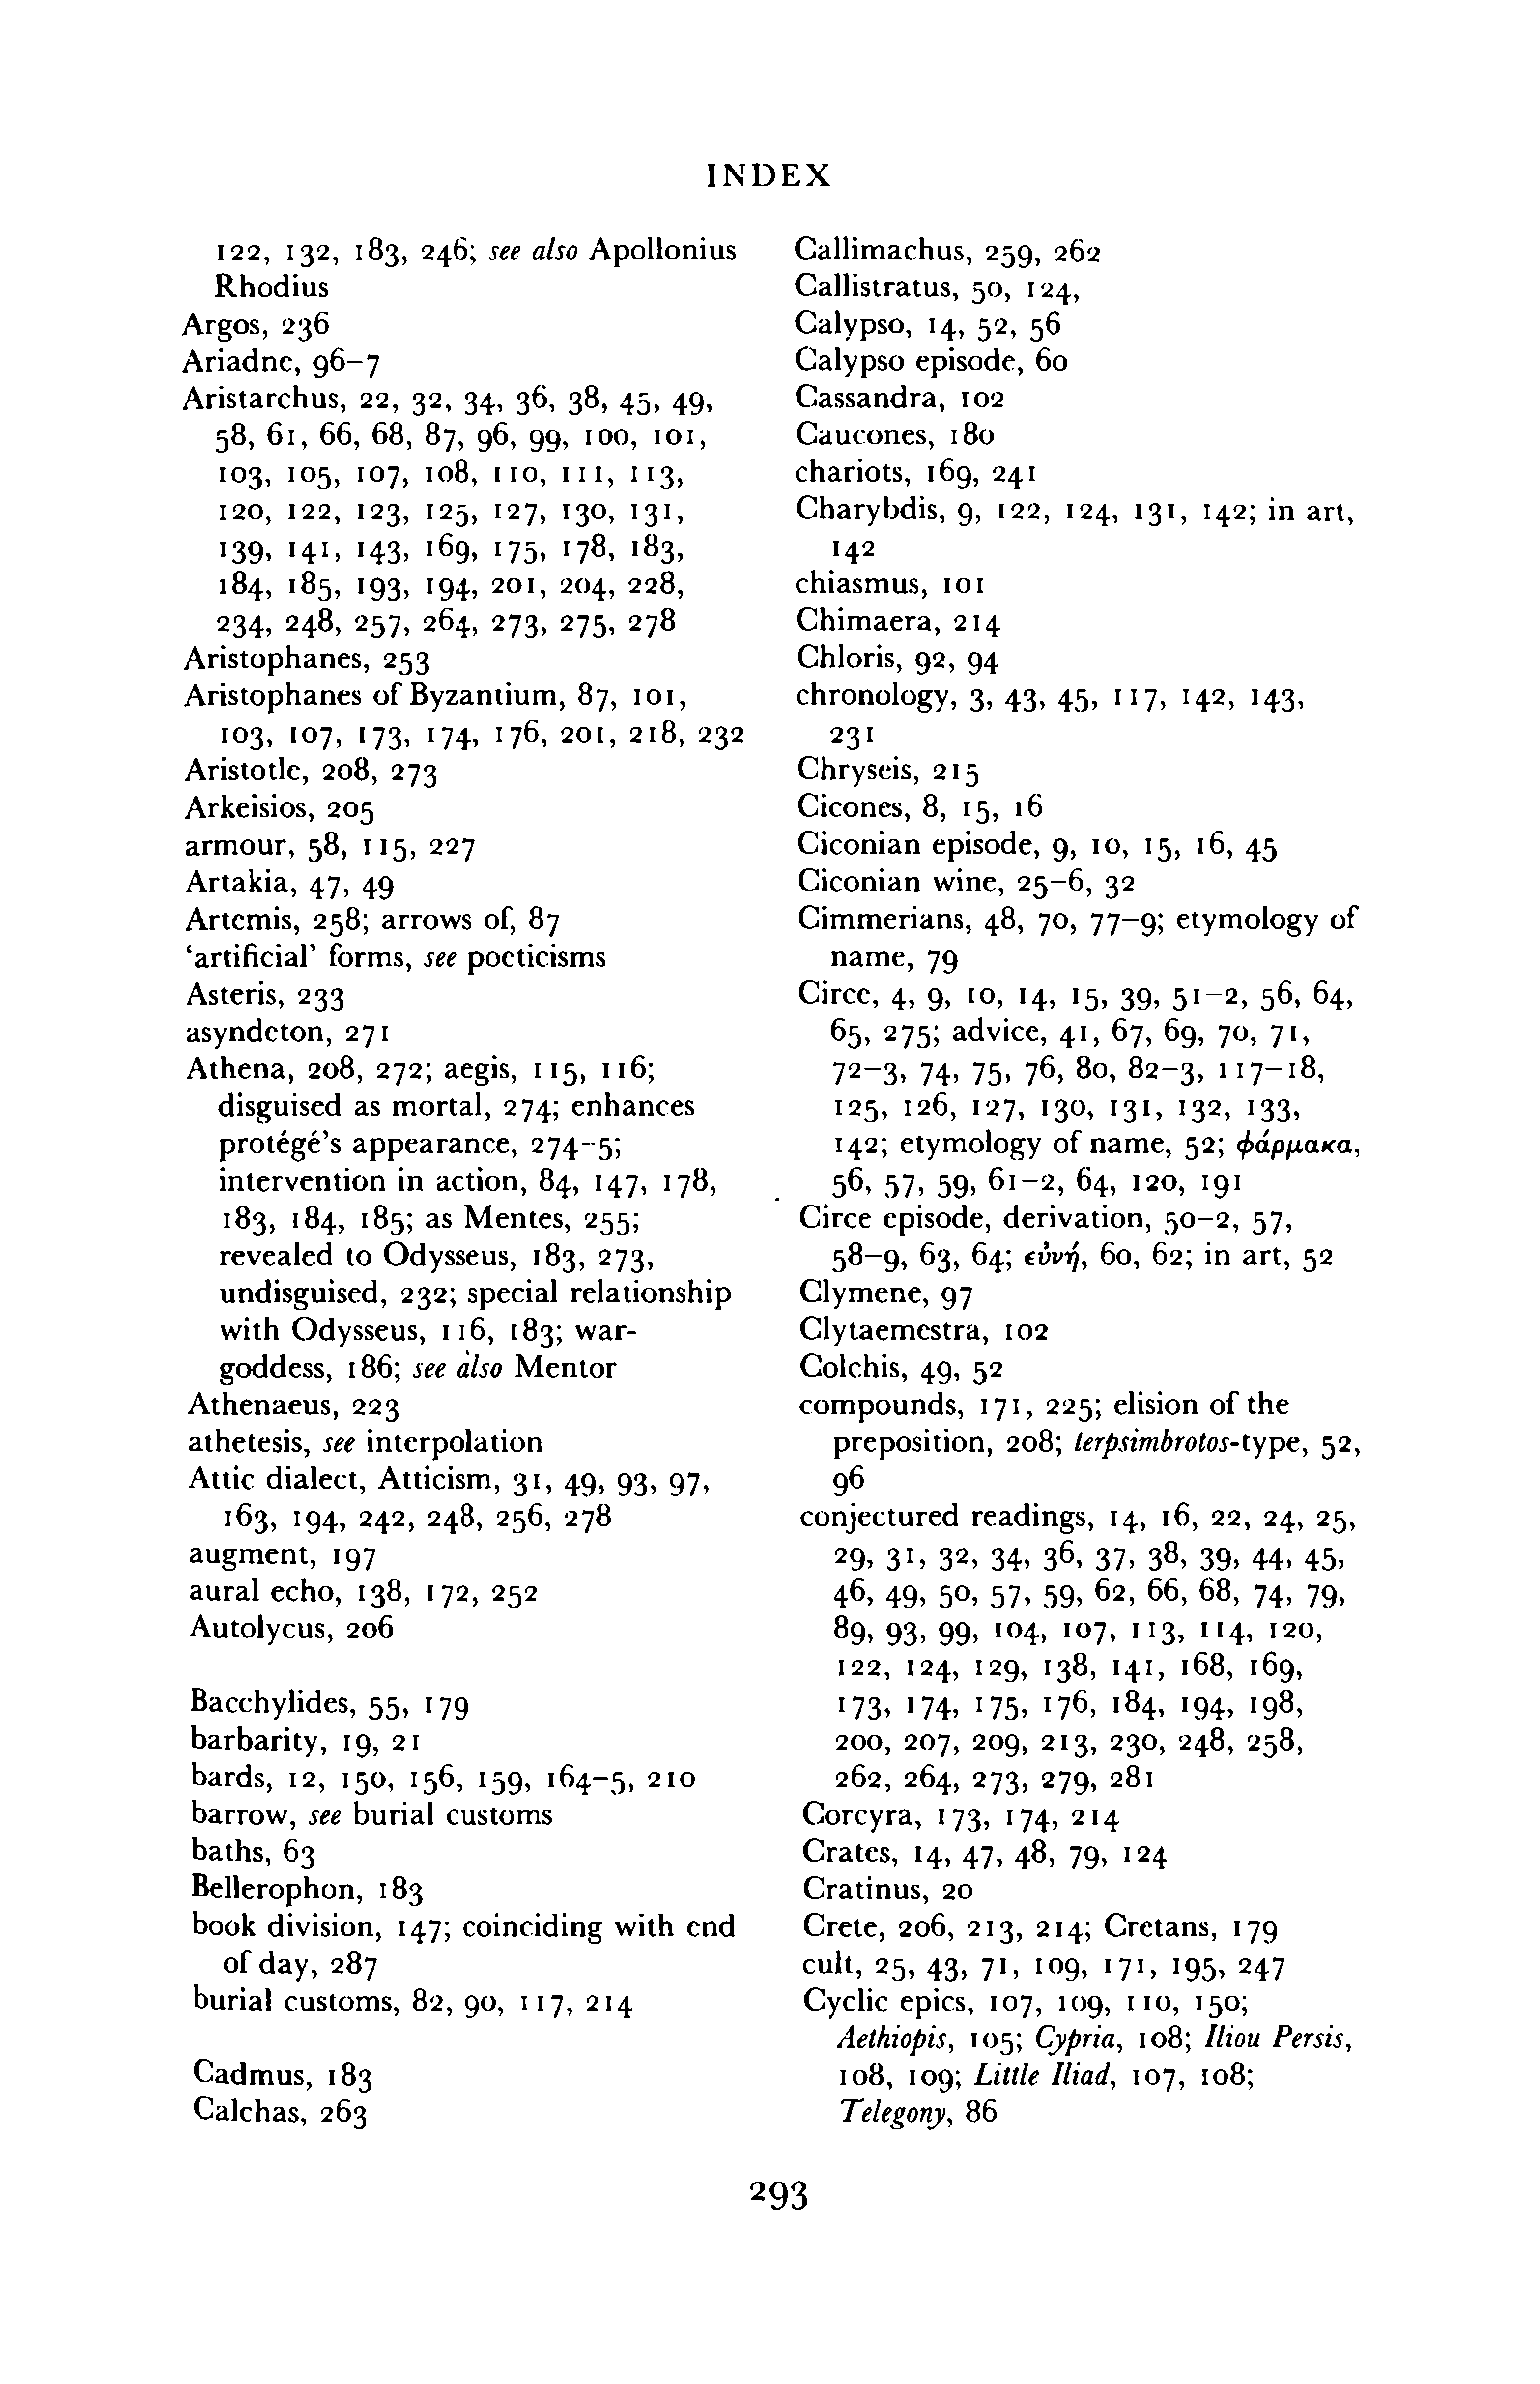 INDEX
122, 132, 183, 246; see also Apollonius
Rhodius
Argos, 236
Ariadne, 96–7
Aristarchus, 22, 32, 34, 36, 38, 45, 49,
58, 61, 66, 68, 87, 96, 99, 100, 101,
103, 105, 107, 108, 110, 111, 113,
120, 122, 123, 125, 127, 130, 131,
139, 141, 143, 169, 175, 178, 183,
184, 185, 193, 194, 201, 204, 228,
234, 248, 257, 264, 273, 275, 278
Aristophanes, 253
Aristophanes of Byzantium, 87, 101,
103, 107, 173, 174, 176, 201, 218, 232
Aristotle, 208, 273
Arkeisios, 205
armour, 58, 115, 227
Artakia, 47, 49
Artemis, 258; arrows of, 87
‘artificial’ forms, see poeticisms
Asteris, 233
asyndeton, 271
Athena, 208, 272; aegis, 115, 116;
disguised as mortal, 274–5; enhances
protégé’s appearance, 274–5;
intervention in action, 84, 147, 178,
183, 184, 185; as Mentes, 255;
revealed to Odysseus, 183, 273,
undisguised, 232; special relationship
with Odysseus, 116, 183; war-
goddess, 186; see also Mentor
Athenaeus, 223
athetesis, see interpolation
Attic dialect, Atticism, 31, 49, 93, 97,
163, 194, 242, 248, 256, 278
augment, 197
aural echo, 138, 172, 252
Autolycus, 206
Bacchylides, 55, 179
barbarity, 19, 21
bards, 12, 150, 156, 159, 164–5, 210
barrow, see burial customs
baths, 63
Bellerophon, 183
book division, 147; coinciding with end
of day, 287
burial customs, 82, 90, 117, 214
Cadmus, 183
Calchas, 263
Callimachus, 259, 262
Callistratus, 50, 124,
Calypso, 14, 52, 56
Calypso episode, 60
Cassandra, 102
Caucones, 180
chariots, 169, 241
Charybdis, 9, 122, 124, 131, 142; in art,
142
chiasmus, 101
Chimaera, 214
Chloris, 92, 94
chronology, 3, 43, 45, 117, 142, 143,
231
Chryseis, 215
Cicones, 8, 15, 16
Ciconian episode, 9, 10, 15, 16, 45
Ciconian wine, 25–6, 32
Cimmerians, 48, 70, 77–9; etymology of
name, 79
Circe, 4, 9, 10, 14, 15, 39, 51–2, 56, 64,
65, 275; advice, 41, 67, 69, 70, 71,
72–3, 74, 75, 76, 80, 82–3, 117–18,
125, 126, 127, 130, 131, 132, 133,
142; etymology of name, 52; φάρμακα,
56, 57, 59, 61–2, 64, 120, 191
Circe episode, derivation, 50–2, 57,
58–9, 63, 64; εὐνή, 60, 62; in art, 52
Clymene, 97
Clytaemestra, 102
Colchis, 49, 52
compounds, 171, 225; elision of the
preposition, 208; terpsimbrotos-type, 52,
96
conjectured readings, 14, 16, 22, 24, 25,
29, 31, 32, 34, 36, 37, 38, 39, 44, 45,
46, 49, 50, 57, 59, 62, 66, 68, 74, 79,
89, 93, 99, 104, 107, 113, 114, 120,
122, 124, 129, 138, 141, 168, 169,
173, 174, 175, 176, 184, 194, 198,
200, 207, 209, 213, 230, 248, 258,
262, 264, 273, 279, 281
Corcyra, 173, 174, 214
Crates, 14, 47, 48, 79, 124
Cratinus, 20
Crete, 206, 213, 214; Cretans, 179
cult, 25, 43, 71, 109, 171, 195, 247
Cyclic epics, 107, 109, 110, 150;
Aethiopis, 105; Cypria, 108; Iliou Persis,
108, 109; Little Iliad, 107, 108;
Telegony, 86
293